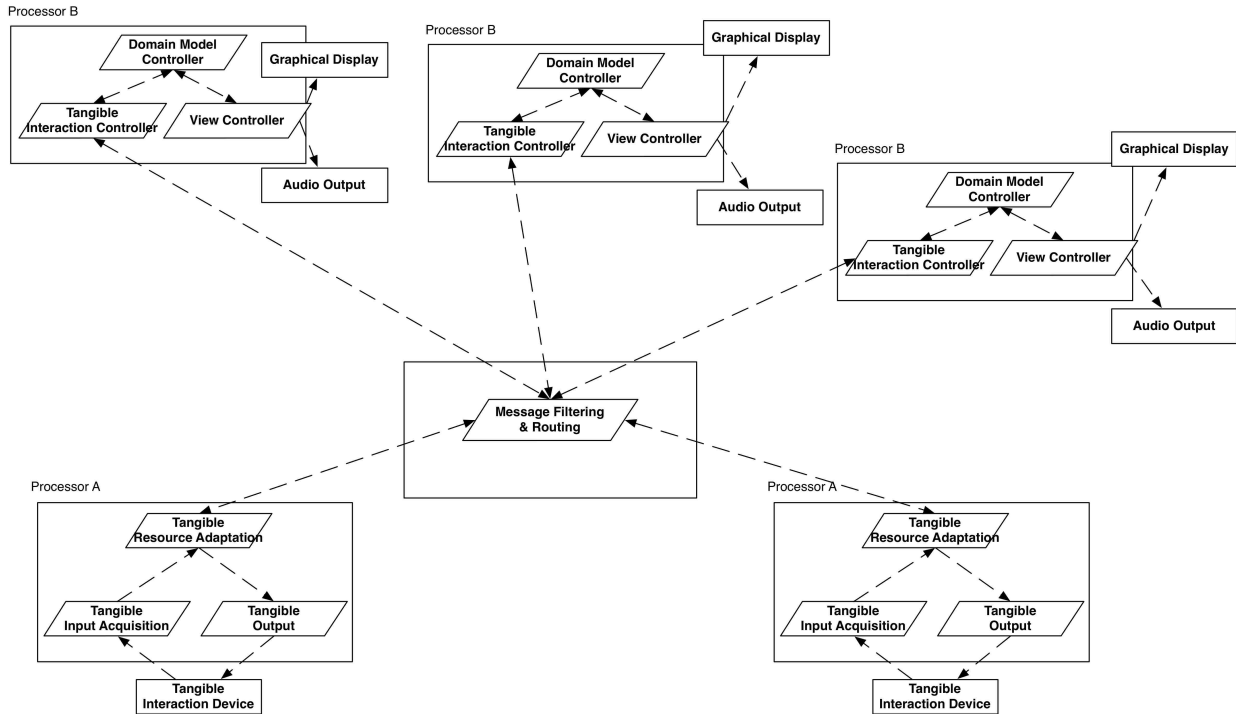 Processor B
Domain Model
Controller
Graphical Display
Tangible
Interaction Controller
View Controller
Audio Output
Processor B
Graphical Display
Domain Model
Controller
Tangible
Interaction Controller
View Controller
Audio Output
Processor B
Graphical Display
Domain Model
Controller
Tangible
Interaction Controller
View Controller
Audio Output
Message Filtering
& Routing
Processor A
Tangible
Resource Adaptation
Tangible
Input Acquisition
Tangible
Output
Tangible
Interaction Device
Processor A
Tangible
Resource Adaptation
Tangible
Input Acquisition
Tangible
Output
Tangible
Interaction Device